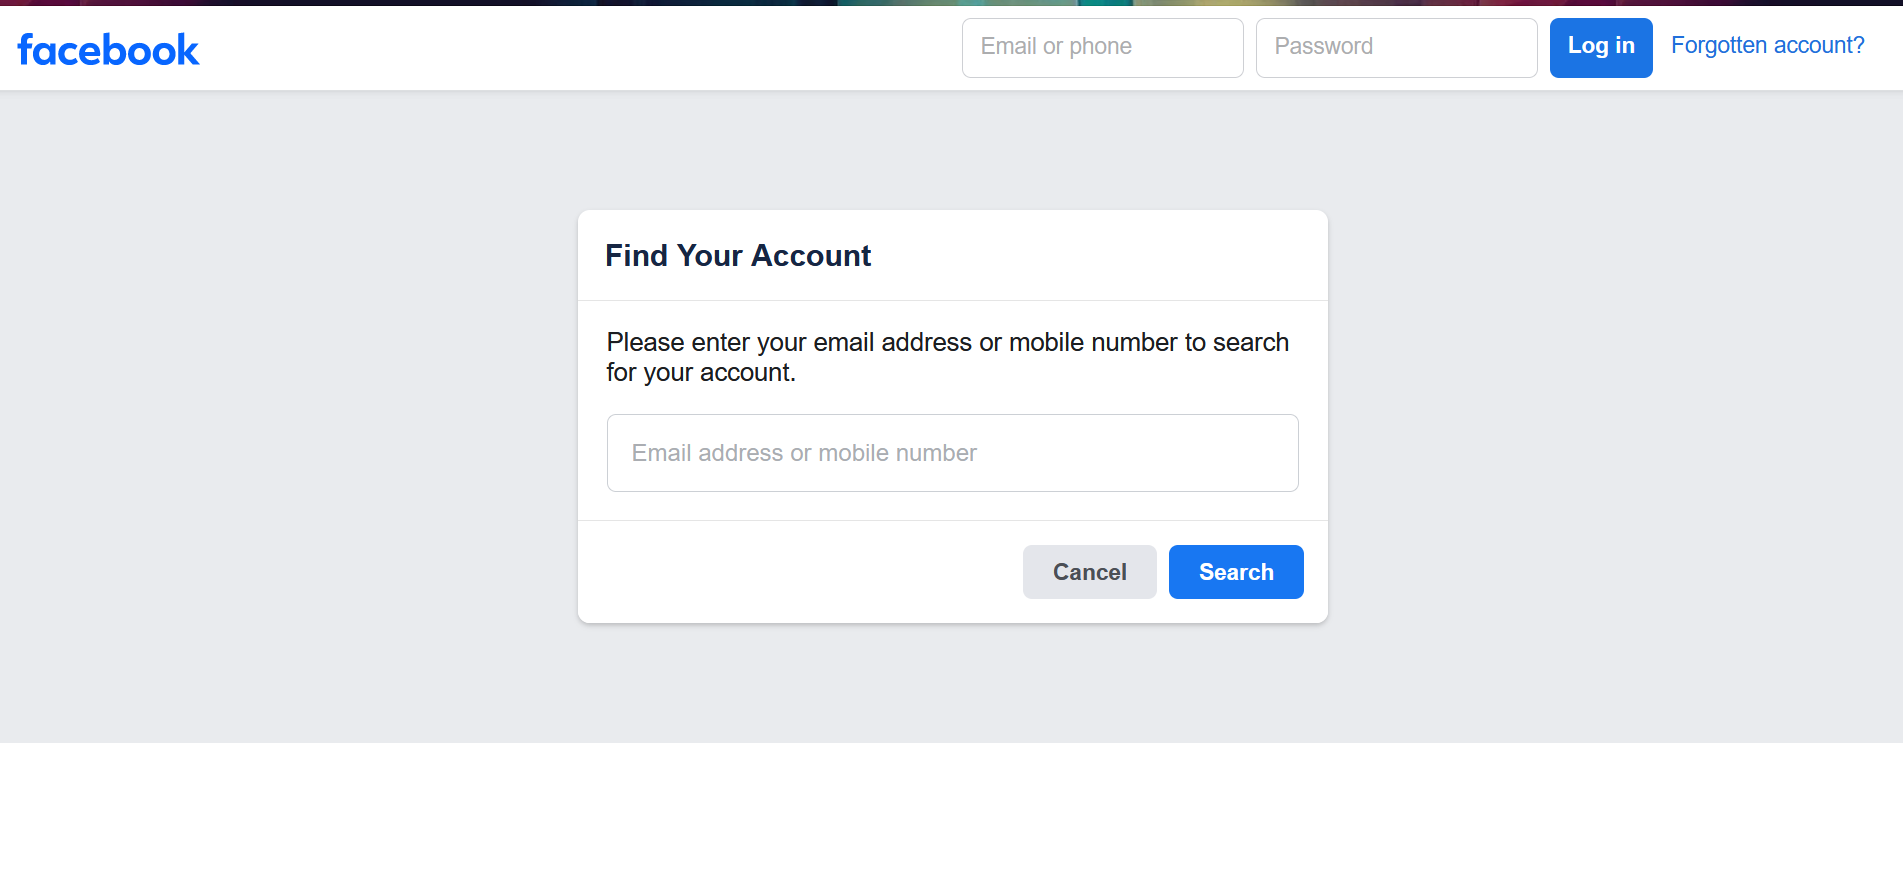 facebook
Email or phone
Password
Log in
Forgotten account?
Find Your Account
Please enter your email address or mobile number to search
for your account.
Email address or mobile number
Cancel
Search